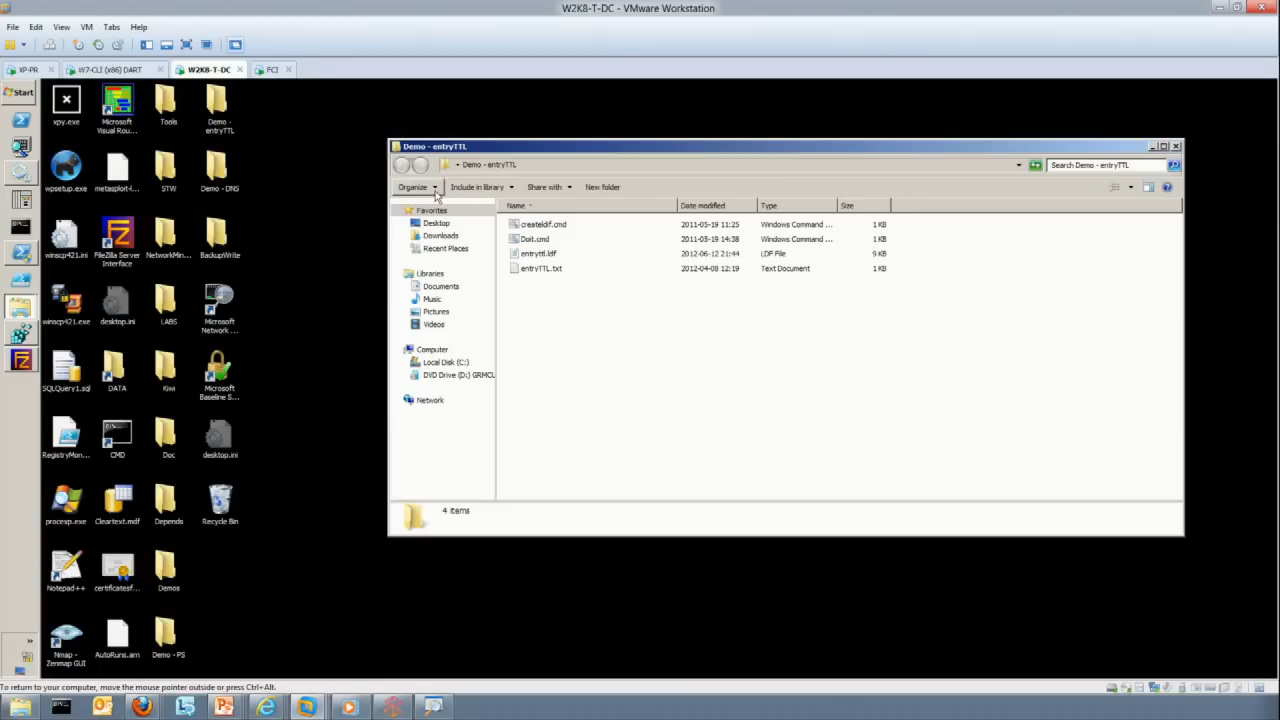 W2K8-T-DC - VMware Workstation
File Edit View VM Tabs Help
XP-PR W7-CLI (x86) DART W2K8-T-DC FCI
Start
xpy.exe
Microsoft Visual Rou...
Tools
Demo - entryTTL
wpsetup.exe
metasploit-l...
STW
Demo - DNS
winscp421.ini
FileZilla Server Interface
NetworkMin...
BackupWrite
winscp421.exe
desktop.ini
LABS
Microsoft Network ...
SQLQuery1.sql
DATA
Kiwi
Microsoft Baseline S...
RegistryMon...
CMD
Doc
desktop.ini
procexp.exe
Cleartext.mdf
Depends
Recycle Bin
Notepad++
certificatesf...
Demos
Nmap - Zenmap GUI
AutoRuns.arn
Demo - PS
Demo - entryTTL
Demo - entryTTL
Search Demo - entryTTL
Organize Include in library Share with New folder
Favorites
Desktop
Downloads
Recent Places
Libraries
Documents
Music
Pictures
Videos
Computer
Local Disk (C:)
DVD Drive (D:) GRMCU
Network
Name Date modified Type Size
createldif.cmd 2011-05-19 11:25 Windows Command ... 1 KB
Doit.cmd 2011-05-19 14:38 Windows Command ... 1 KB
entryttl.ldf 2012-06-12 21:44 LDF File 9 KB
entryTTL.txt 2012-04-08 12:19 Text Document 1 KB
4 items
To return to your computer, move the mouse pointer outside or press Ctrl+Alt.